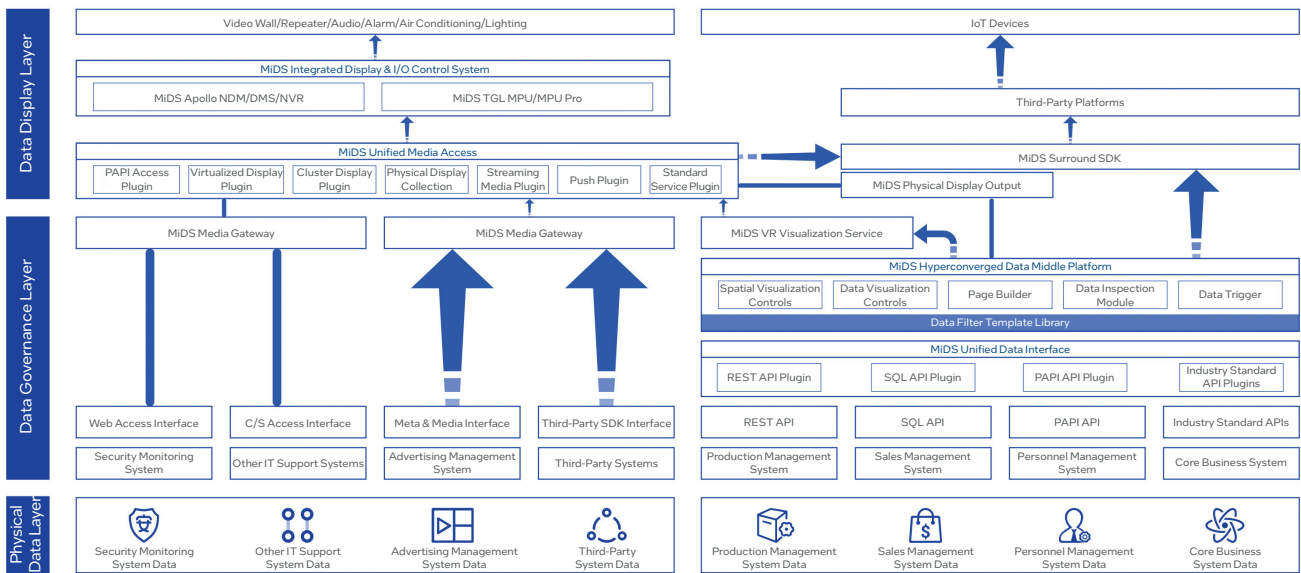 Data Display Layer
Video Wall/Repeater/Audio/Alarm/Air Conditioning/Lighting
IoT Devices
MiDS Integrated Display & I/O Control System
MiDS Apollo NDM/DMS/NVR
MiDS TGL MPU/MPU Pro
Third-Party Platforms
MiDS Unified Media Access
PAPI Access
Plugin
Virtualized Display
Plugin
Cluster Display
Plugin
Physical Display
Collection
Streaming
Media Plugin
Push Plugin
Standard
Service Plugin
MiDS Surround SDK
MiDS Physical Display Output
Data Governance Layer
MiDS Media Gateway
MiDS Media Gateway
MiDS VR Visualization Service
MiDS Hyperconverged Data Middle Platform
Spatial Visualization
Controls
Data Visualization
Controls
Page Builder
Data Inspection
Module
Data Trigger
Data Filter Template Library
MiDS Unified Data Interface
REST API Plugin
SQL API Plugin
PAPI API Plugin
Industry Standard
API Plugins
Web Access Interface
C/S Access Interface
Meta & Media Interface
Third-Party SDK Interface
REST API
SQL API
PAPI API
Industry Standard APIs
Security Monitoring
System
Other IT Support Systems
Advertising Management
System
Third-Party Systems
Production Management
System
Sales Management
System
Personnel Management
System
Core Business System
Physical
Data Layer
$
Security Monitoring
System Data
Other IT Support
System Data
Advertising Management
System Data
Third-Party
System Data
Production Management
System Data
Sales Management
System Data
Personnel Management
System Data
Core Business
System Data